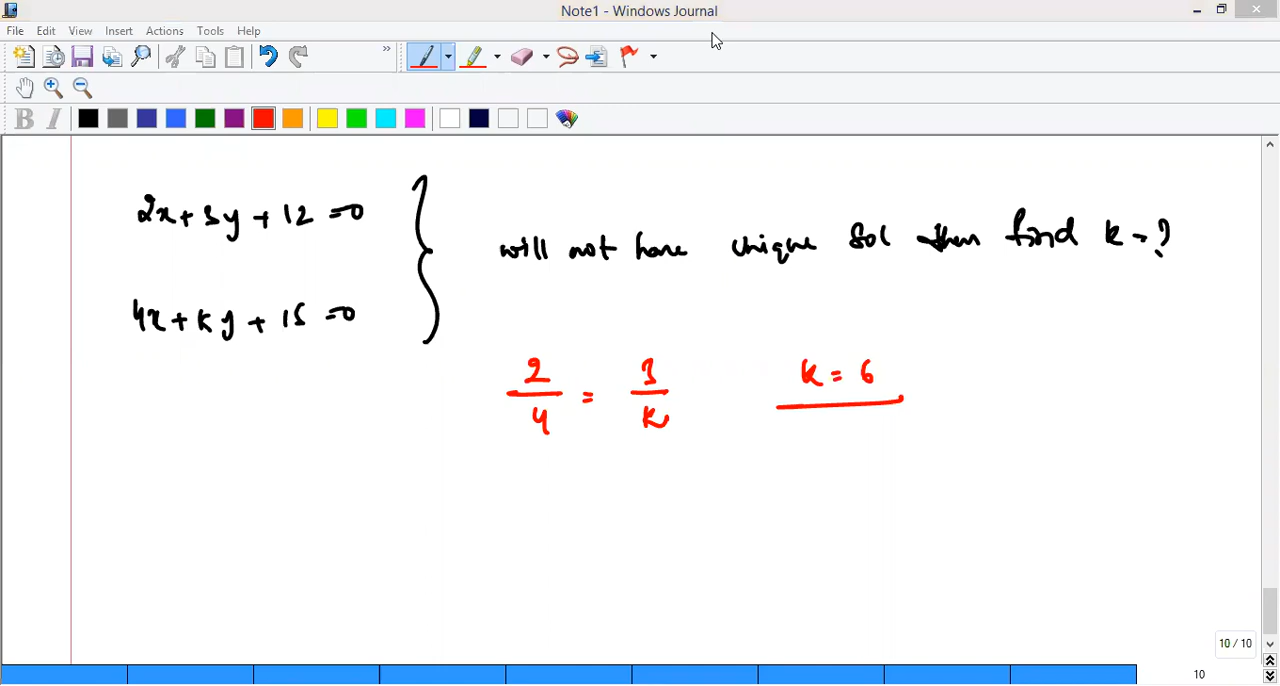 Note1 - Windows Journal
File Edit View Insert Actions Tools Help
B I
2x+3y+12=0
will not have unique Sol then find k=?
4x+ky+15=0
2/4 = 3/k
k=6
10 / 10
10